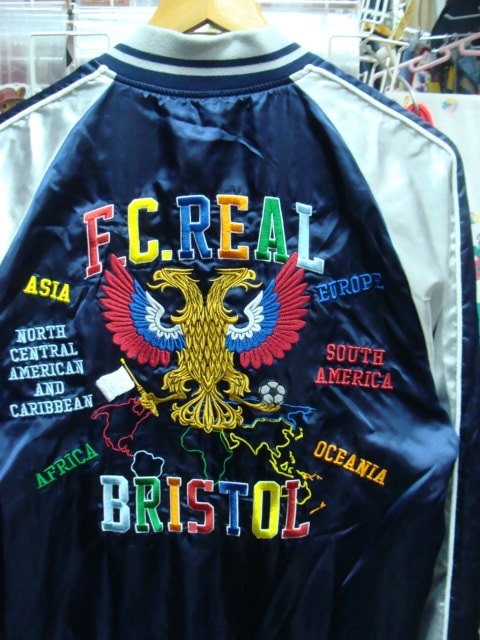 F.C.REAL
ASIA
EUROPE
NORTH
CENTRAL
AMERICAN
AND
CARIBBEAN
SOUTH
AMERICA
AFRICA
OCEANIA
BRISTOL